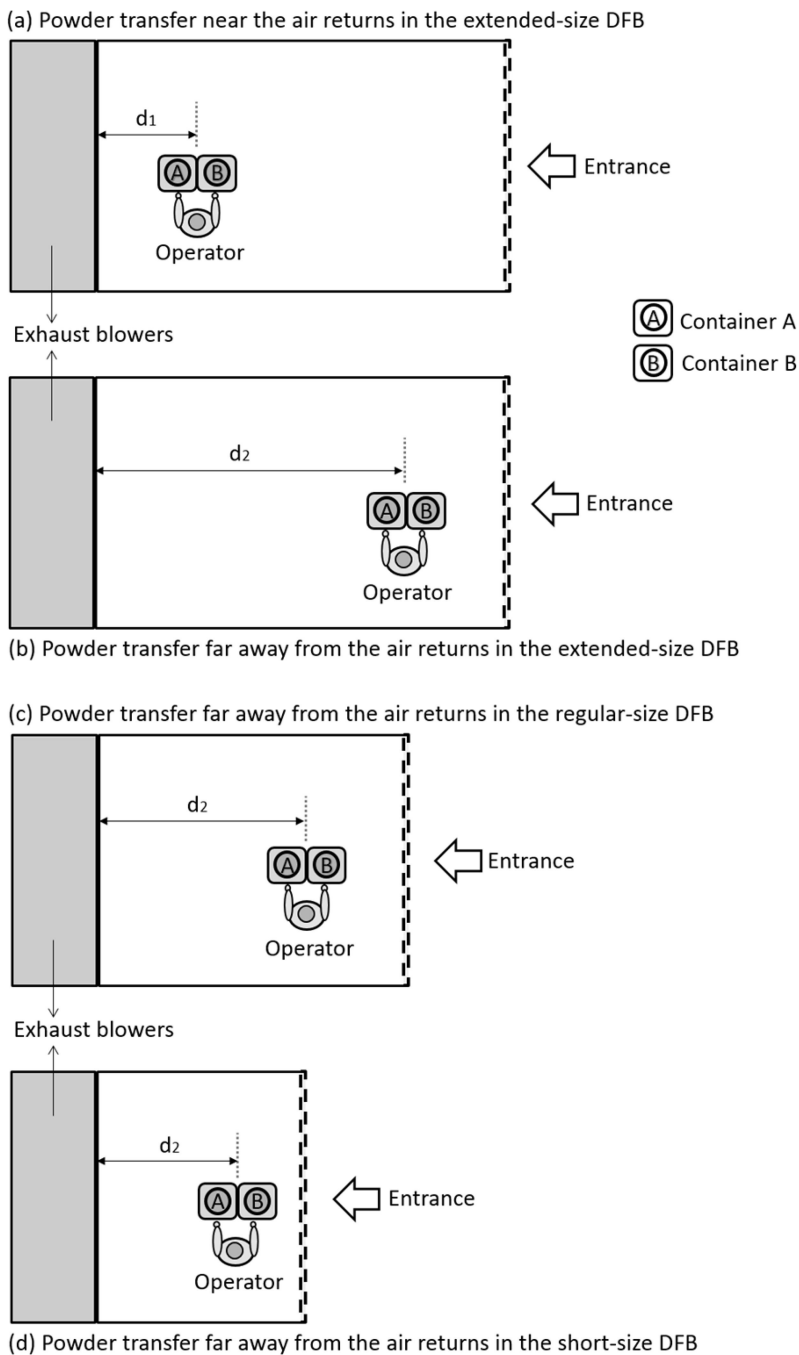 (a) Powder transfer near the air returns in the extended-size DFB
d1
A B
Entrance
Operator
Exhaust blowers
A Container A
B Container B
d2
A B
Entrance
Operator
(b) Powder transfer far away from the air returns in the extended-size DFB
(c) Powder transfer far away from the air returns in the regular-size DFB
d2
A B
Entrance
Operator
Exhaust blowers
d2
A B
Entrance
Operator
(d) Powder transfer far away from the air returns in the short-size DFB